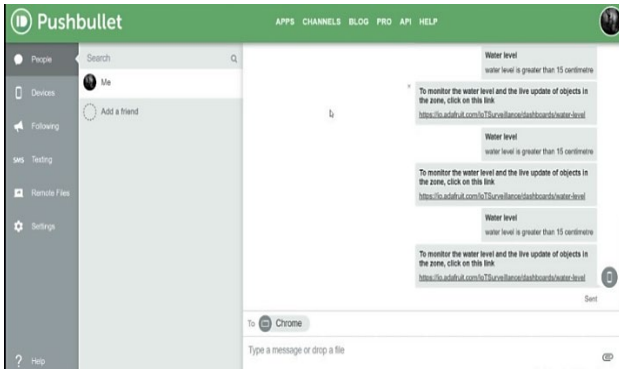 Pushbullet
APPS CHANNELS BLOG PRO API HELP
People
Devices
Following
SMS Texting
Remote Files
Settings
? Help
Search
Me
Add a friend
Water level
water level is greater than 15 centimetre
To monitor the water level and the live update of objects in
the zone, click on this link
https://io.adafruit.com/IoTSurveillance/dashboards/water-level
Water level
water level is greater than 15 centimetre
To monitor the water level and the live update of objects in
the zone, click on this link
https://io.adafruit.com/IoTSurveillance/dashboards/water-level
Water level
water level is greater than 15 centimetre
To monitor the water level and the live update of objects in
the zone, click on this link
https://io.adafruit.com/IoTSurveillance/dashboards/water-level
Sent
To Chrome
Type a message or drop a file